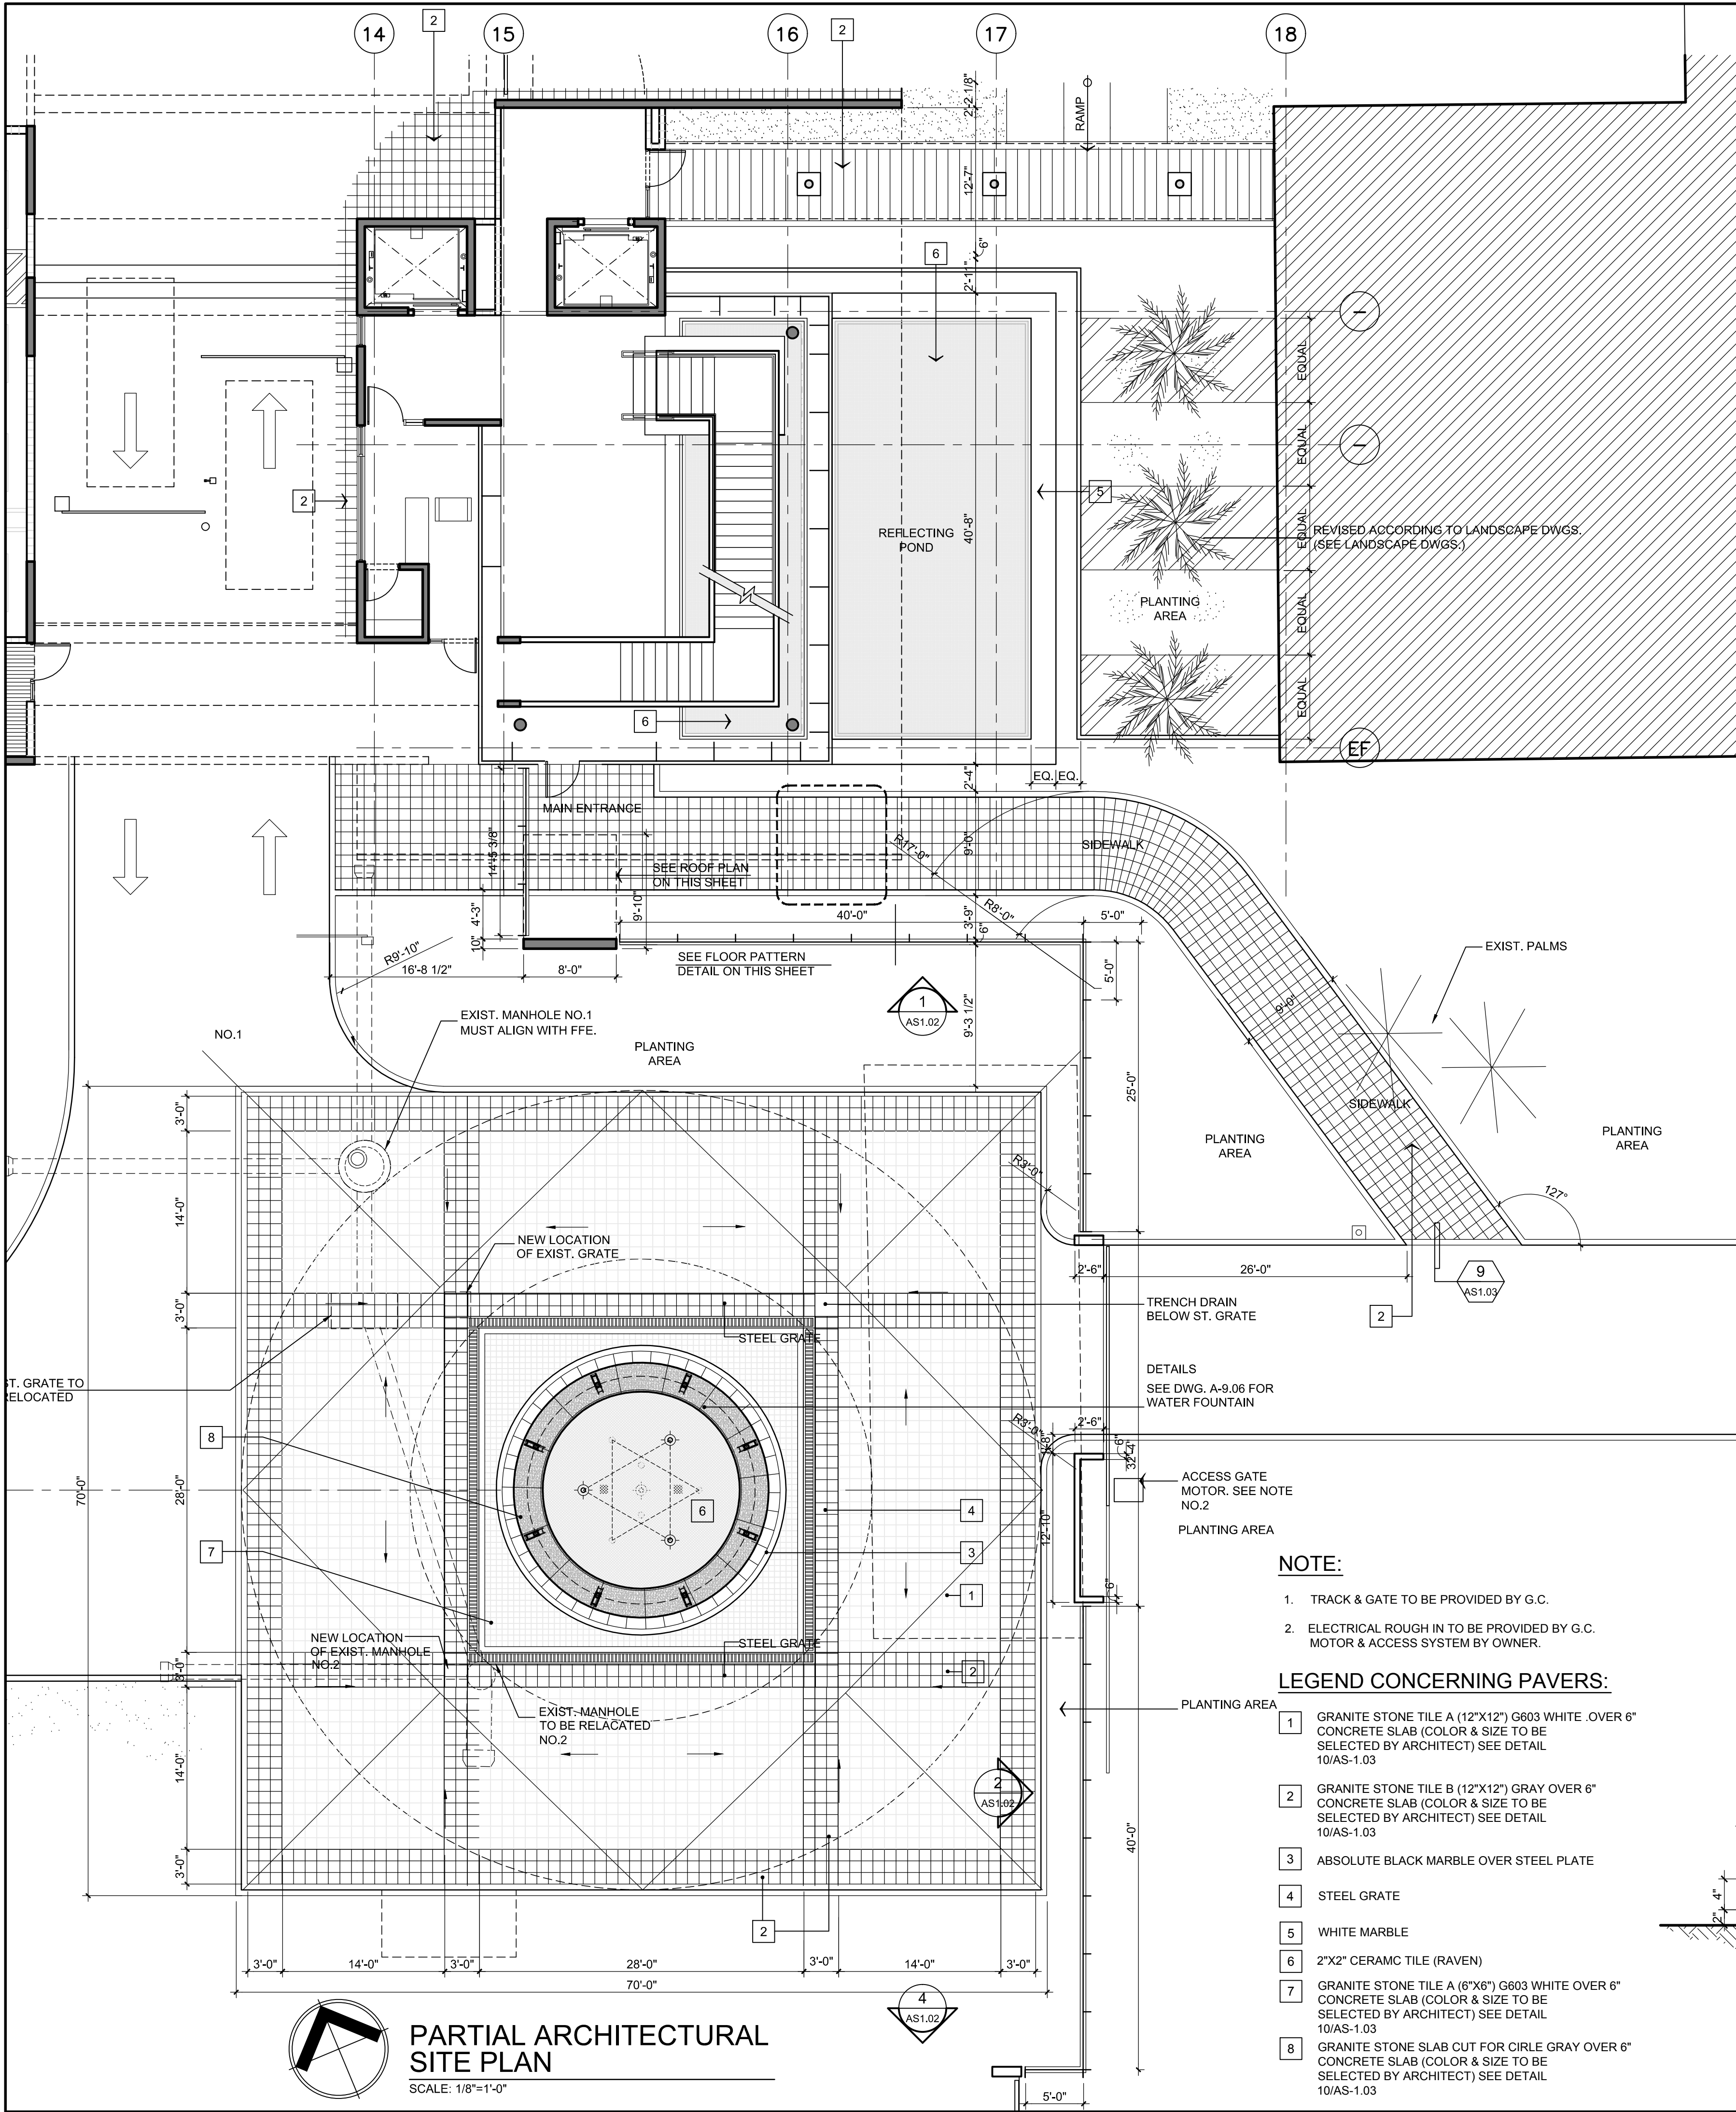 14
2
15
16
2
17
18
2'-2 1/8"
RAMP
12'-7"
6"
6
2'-11"
EQUAL
EQUAL
2
5
REFLECTING
POND
40'-8"
EQUAL
REVISED ACCORDING TO LANDSCAPE DWGS.
(SEE LANDSCAPE DWGS.)
PLANTING
AREA
EQUAL
EQUAL
6
EF
2'-4"
EQ.
EQ.
MAIN ENTRANCE
14'-5 3/8"
9'-0"
R17'-0"
SIDEWALK
SEE ROOF PLAN
ON THIS SHEET
9'-10"
4'-3"
10"
40'-0"
3'-9"
6"
R8'-0"
5'-0"
R9'-10"
16'-8 1/2"
8'-0"
SEE FLOOR PATTERN
DETAIL ON THIS SHEET
5'-0"
EXIST. PALMS
1
AS1.02
9'-3 1/2"
9'-0"
EXIST. MANHOLE NO.1
MUST ALIGN WITH FFE.
NO.1
PLANTING
AREA
3'-0"
25'-0"
SIDEWALK
PLANTING
AREA
PLANTING
AREA
R3'-0"
127°
14'-0"
NEW LOCATION
OF EXIST. GRATE
2'-6"
26'-0"
9
AS1.03
3'-0"
STEEL GRATE
TRENCH DRAIN
BELOW ST. GRATE
2
ST. GRATE TO
RELOCATED
DETAILS
SEE DWG. A-9.06 FOR
WATER FOUNTAIN
R3'-0"
2'-6"
8
1'-8"
6"
32'-4"
70'-0"
28'-0"
6
4
ACCESS GATE
MOTOR. SEE NOTE
NO.2
PLANTING AREA
12'-10"
7
3
6"
1
NOTE:
1. TRACK & GATE TO BE PROVIDED BY G.C.
2. ELECTRICAL ROUGH IN TO BE PROVIDED BY G.C.
MOTOR & ACCESS SYSTEM BY OWNER.
NEW LOCATION
OF EXIST. MANHOLE
NO.2
STEEL GRATE
3'-0"
2
EXIST. MANHOLE
TO BE RELACATED
NO.2
PLANTING AREA
14'-0"
2
AS1.02
40'-0"
3'-0"
2
3'-0"
14'-0"
3'-0"
28'-0"
3'-0"
14'-0"
3'-0"
70'-0"
4
AS1.02
5'-0"
PARTIAL ARCHITECTURAL
SITE PLAN
SCALE: 1/8"=1'-0"
LEGEND CONCERNING PAVERS:
1 GRANITE STONE TILE A (12"X12") G603 WHITE .OVER 6"
CONCRETE SLAB (COLOR & SIZE TO BE
SELECTED BY ARCHITECT) SEE DETAIL
10/AS-1.03
2 GRANITE STONE TILE B (12"X12") GRAY OVER 6"
CONCRETE SLAB (COLOR & SIZE TO BE
SELECTED BY ARCHITECT) SEE DETAIL
10/AS-1.03
3 ABSOLUTE BLACK MARBLE OVER STEEL PLATE
4 STEEL GRATE
5 WHITE MARBLE
6 2"X2" CERAMC TILE (RAVEN)
7 GRANITE STONE TILE A (6"X6") G603 WHITE OVER 6"
CONCRETE SLAB (COLOR & SIZE TO BE
SELECTED BY ARCHITECT) SEE DETAIL
10/AS-1.03
8 GRANITE STONE SLAB CUT FOR CIRLE GRAY OVER 6"
CONCRETE SLAB (COLOR & SIZE TO BE
SELECTED BY ARCHITECT) SEE DETAIL
10/AS-1.03
4"
2"